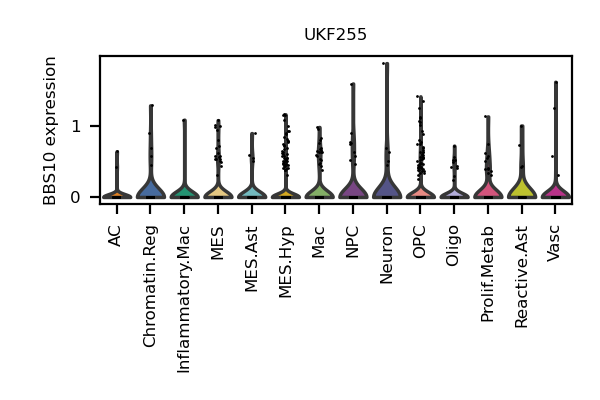 UKF255
BBS10 expression
1
0
AC
Chromatin.Reg
Inflammatory.Mac
MES
MES.Ast
MES.Hyp
Mac
NPC
Neuron
OPC
Oligo
Prolif.Metab
Reactive.Ast
Vasc